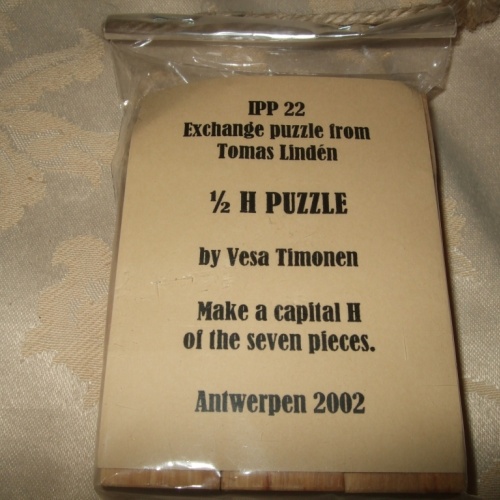 IPP 22
Exchange puzzle from
Tomas Lindén
½ H PUZZLE
by Vesa Timonen
Make a capital H
of the seven pieces.
Antwerpen 2002